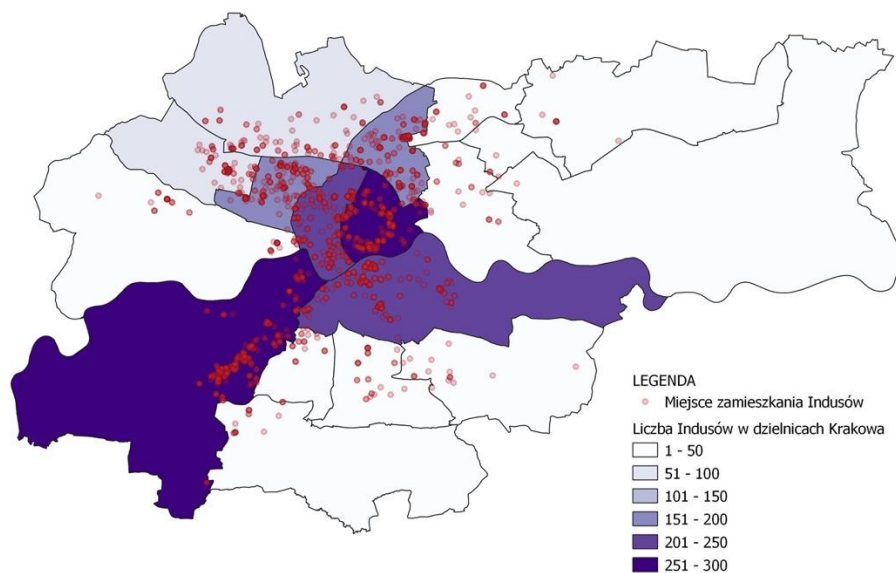 LEGENDA
Miejsce zamieszkania Indusów
Liczba Indusów w dzielnicach Krakowa
1 - 50
51 - 100
101 - 150
151 - 200
201 - 250
251 - 300